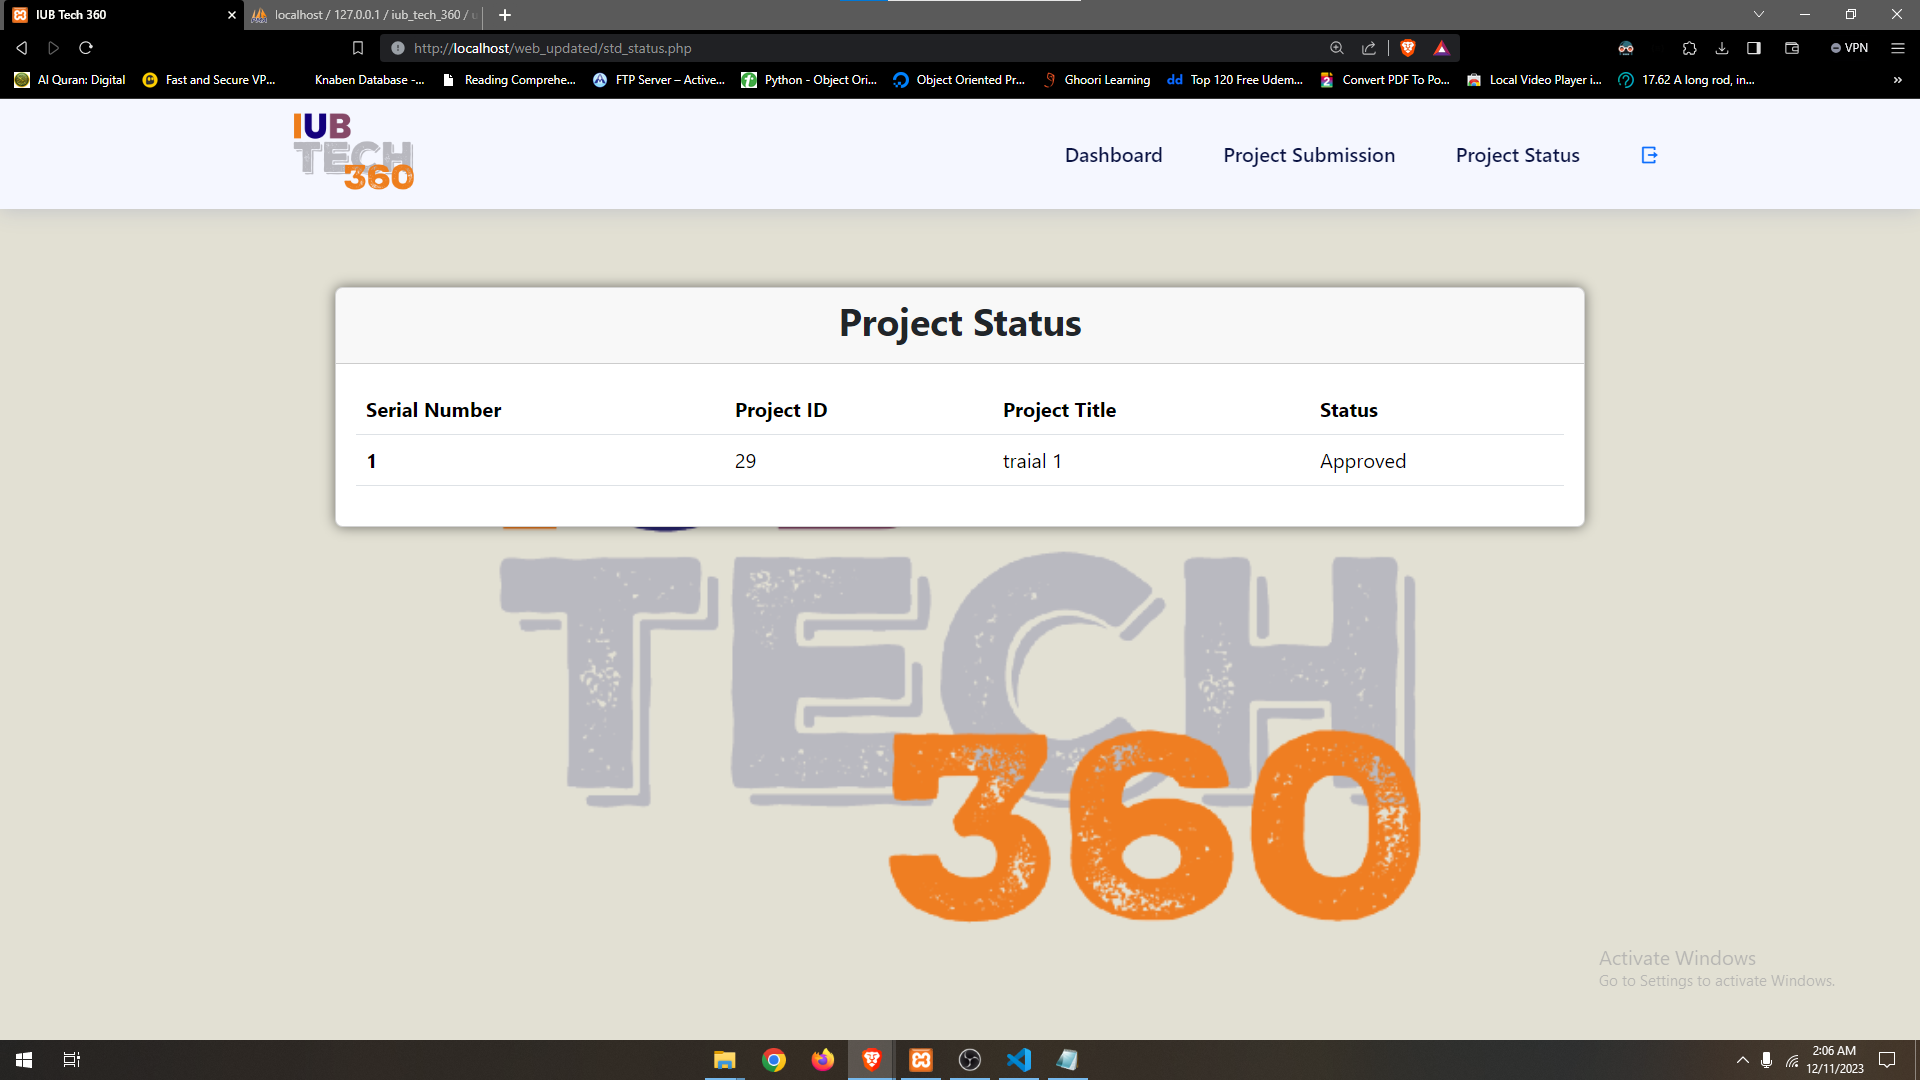 IUB Tech 360
localhost / 127.0.0.1 / iub_tech_360 /
http://localhost/web_updated/std_status.php
VPN
Al Quran: Digital
Fast and Secure VP...
Knaben Database -...
Reading Comprehe...
FTP Server – Active...
Python - Object Ori...
Object Oriented Pr...
Ghoori Learning
dd Top 120 Free Udem...
Convert PDF To Po...
Local Video Player i...
17.62 A long rod, in...
»
IUB
TECH
360
Dashboard
Project Submission
Project Status
Project Status
Serial Number Project ID Project Title Status
1 29 traial 1 Approved
TECH
360
Activate Windows
Go to Settings to activate Windows.
2:06 AM
12/11/2023